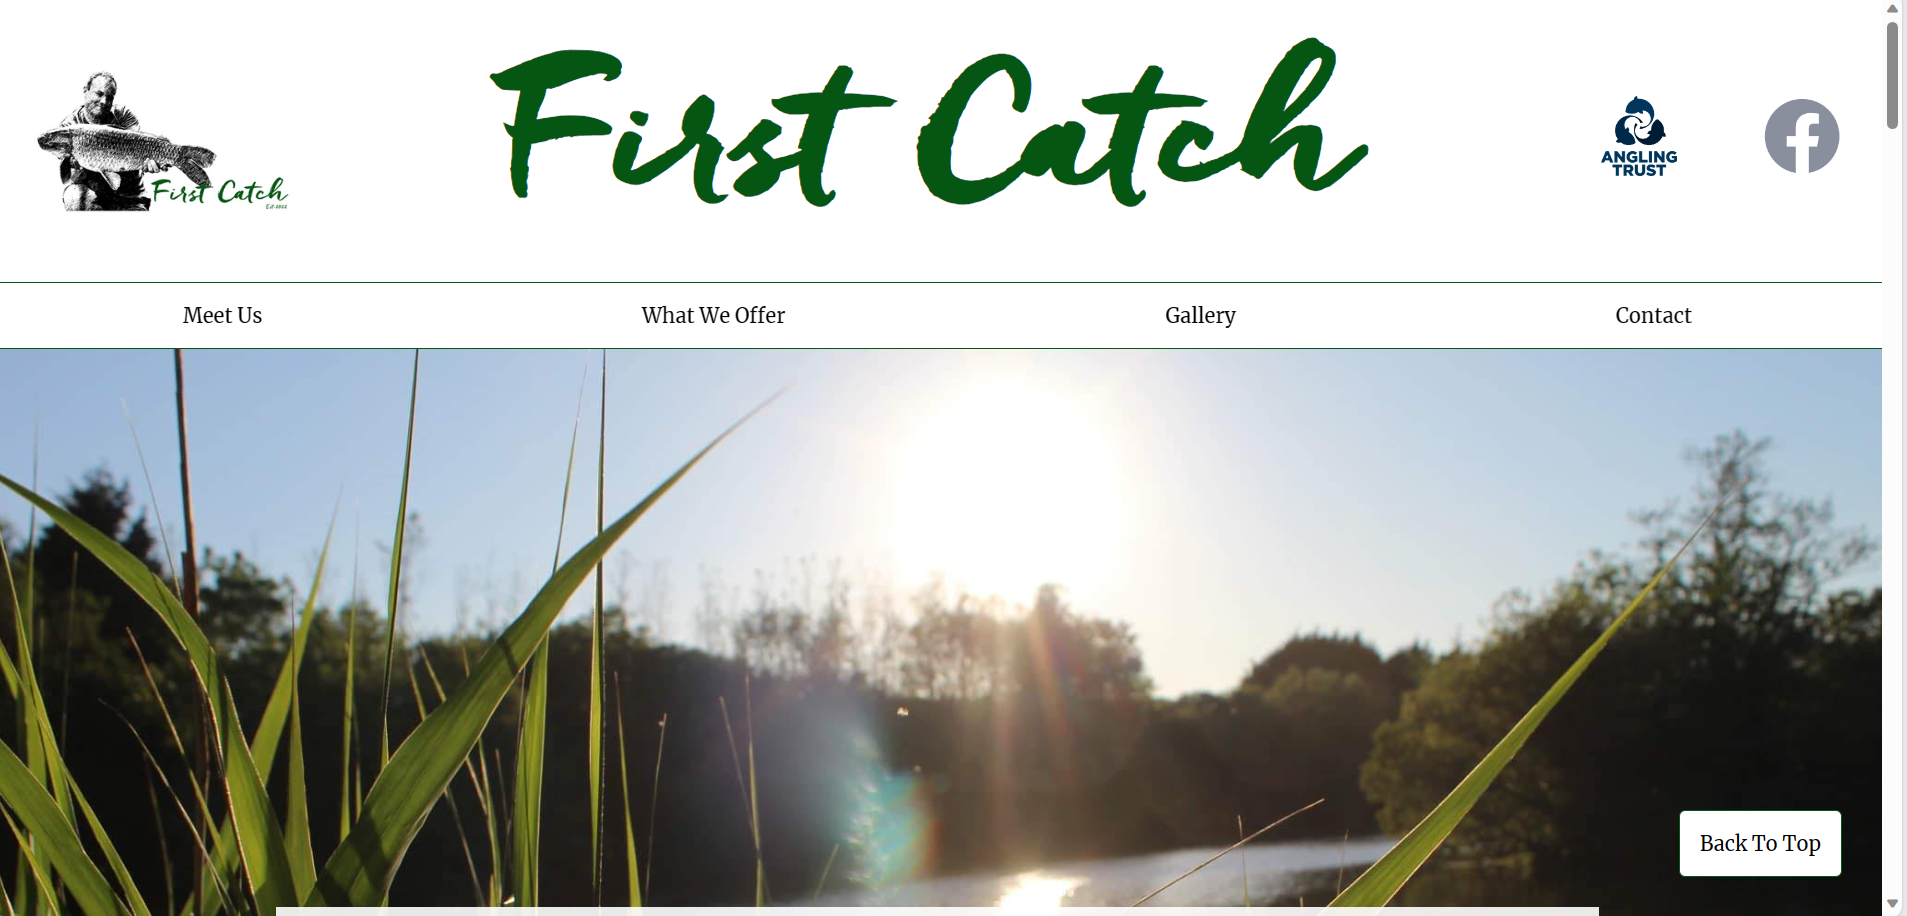 First Catch
First Catch
Est 2022
ANGLING
TRUST
Meet Us
What We Offer
Gallery
Contact
Back To Top